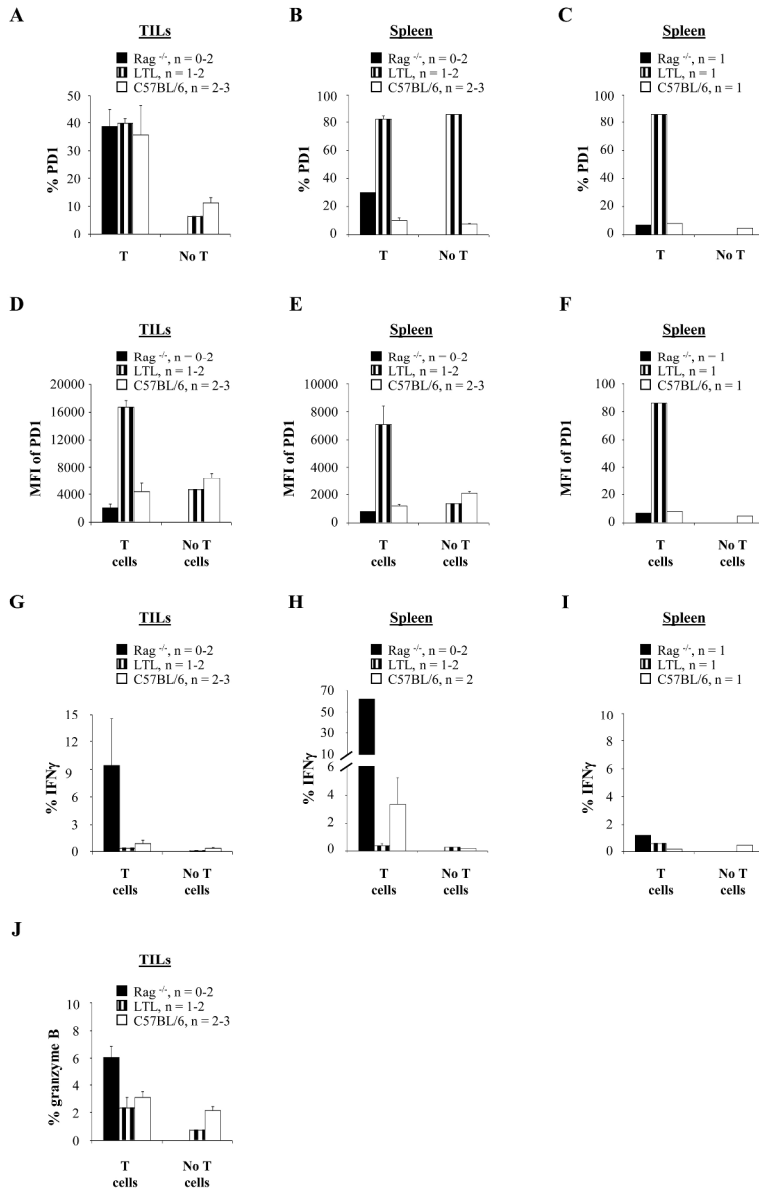 A
TILs
Rag -/-, n = 0-2
LTL, n = 1-2
C57BL/6, n = 2-3
% PD1
50
40
30
20
10
0
T
No T
B
Spleen
Rag -/-, n = 0-2
LTL, n = 1-2
C57BL/6, n = 2-3
% PD1
100
80
60
40
20
0
T
No T
C
Spleen
Rag -/-, n = 1
LTL, n = 1
C57BL/6, n = 1
% PD1
100
80
60
40
20
0
T
No T
D
TILs
Rag -/-, n = 0-2
LTL, n = 1-2
C57BL/6, n = 2-3
MFI of PD1
20000
16000
12000
8000
4000
0
T
cells
No T
cells
E
Spleen
Rag -/-, n = 0-2
LTL, n = 1-2
C57BL/6, n = 2-3
MFI of PD1
10000
8000
6000
4000
2000
0
T
cells
No T
cells
F
Spleen
Rag -/-, n = 1
LTL, n = 1
C57BL/6, n = 1
MFI of PD1
100
80
60
40
20
0
T
cells
No T
cells
G
TILs
Rag -/-, n = 0-2
LTL, n = 1-2
C57BL/6, n = 2-3
% IFNγ
15
12
9
6
3
0
T
cells
No T
cells
H
Spleen
Rag -/-, n = 0-2
LTL, n = 1-2
C57BL/6, n = 2
% IFNγ
70
50
30
10
6
4
2
0
T
cells
No T
cells
I
Spleen
Rag -/-, n = 1
LTL, n = 1
C57BL/6, n = 1
% IFNγ
10
8
6
4
2
0
T
cells
No T
cells
J
TILs
Rag -/-, n = 0-2
LTL, n = 1-2
C57BL/6, n = 2-3
% granzyme B
10
8
6
4
2
0
T
cells
No T
cells